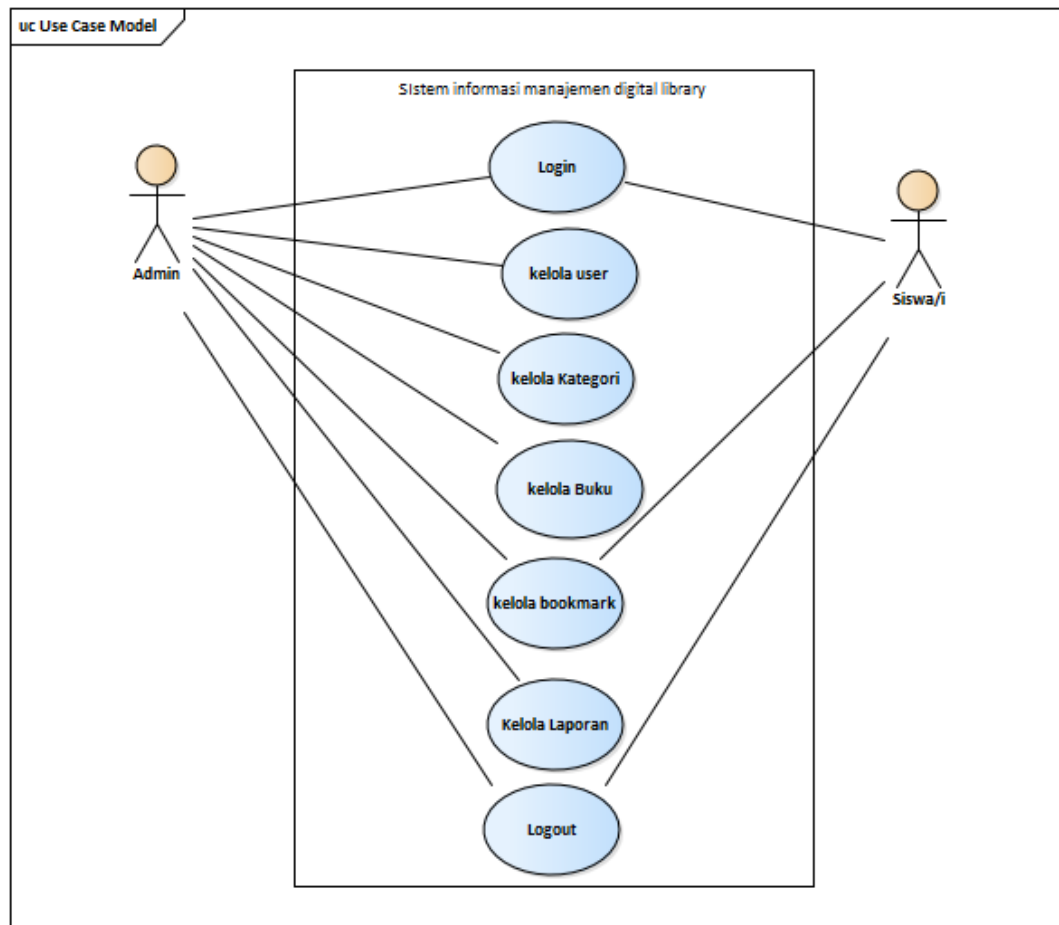 uc Use Case Model
SIstem informasi manajemen digital library
Login
Admin
kelola user
Siswa/i
kelola Kategori
kelola Buku
kelola bookmark
Kelola Laporan
Logout